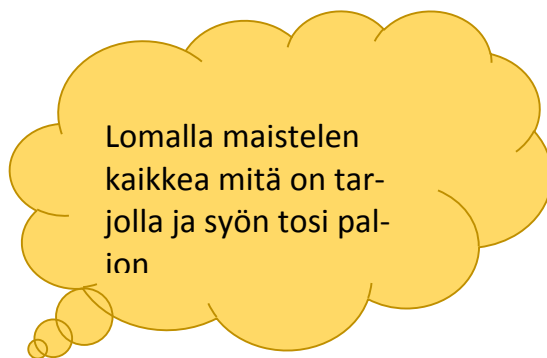 Lomalla maistelen
kaikkea mitä on tar-
jolla ja syön tosi pal-
jon